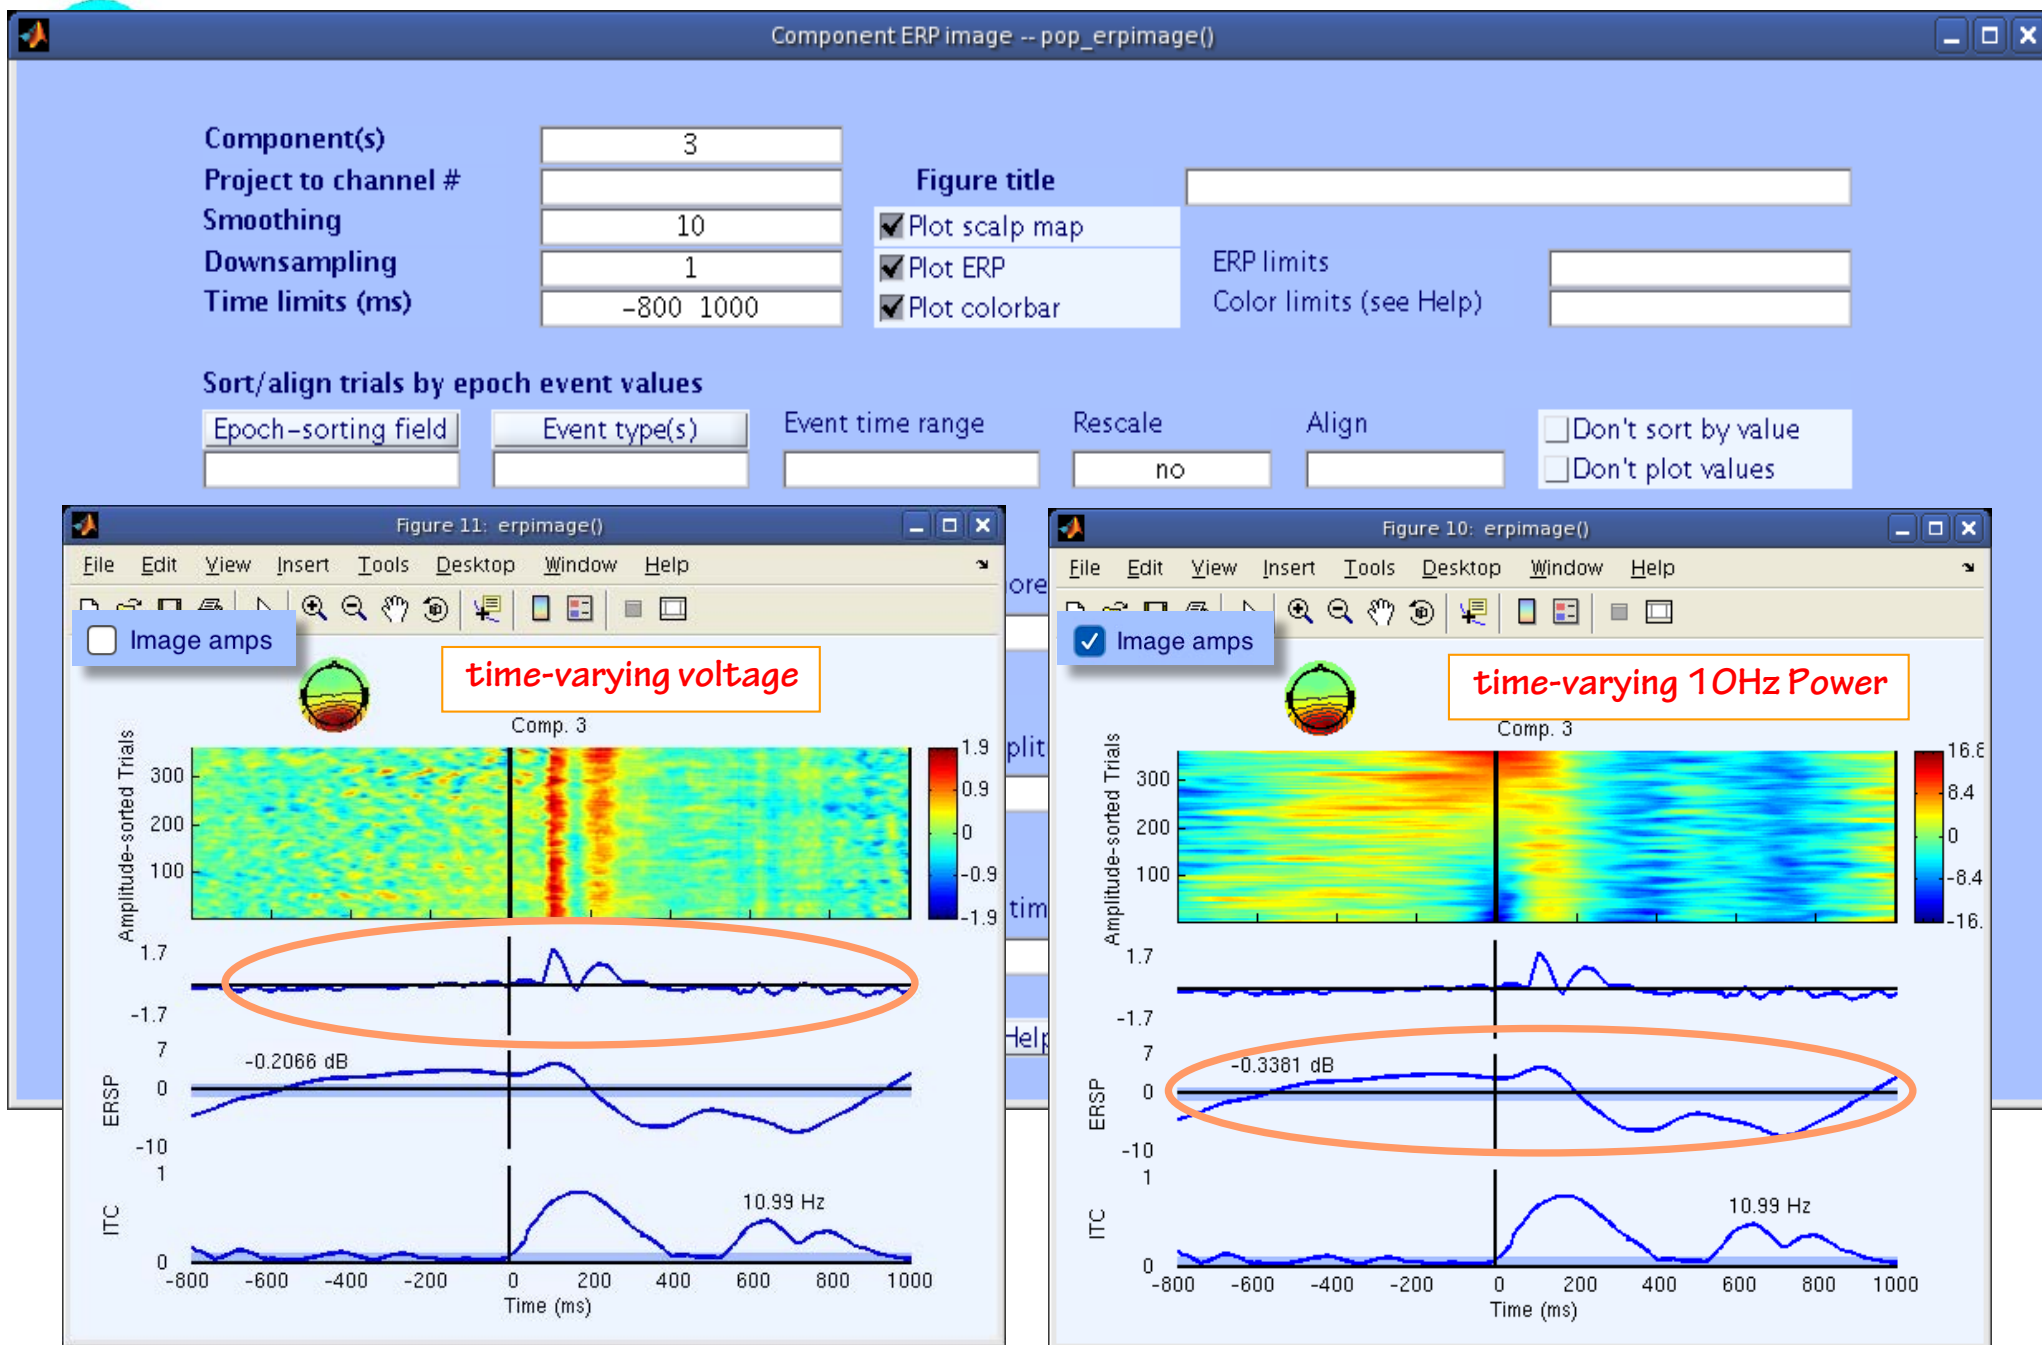 Component ERP image -- pop_erpimage()
Component(s) 3
Project to channel # Figure title
Smoothing 10 Plot scalp map
Downsampling 1 Plot ERP ERP limits
Time limits (ms) -800 1000 Plot colorbar Color limits (see Help)
Sort/align trials by epoch event values
Epoch-sorting field Event type(s) Event time range Rescale Align Don't sort by value
no Don't plot values
Figure 11: erpimage()
File Edit View Insert Tools Desktop Window Help
Image amps
time-varying voltage
Comp. 3
Amplitude-sorted Trials
300
200
100
1.9
0.9
0
-0.9
-1.9
1.7
-1.7
7
-0.2066 dB
ERSP
0
-10
1
10.99 Hz
ITC
0
-800 -600 -400 -200 0 200 400 600 800 1000
Time (ms)
ore
plit
tim
Help
Figure 10: erpimage()
File Edit View Insert Tools Desktop Window Help
Image amps
time-varying 10Hz Power
Comp. 3
Amplitude-sorted Trials
300
200
100
16.8
8.4
0
-8.4
-16.
1.7
-1.7
7
-0.3381 dB
ERSP
0
-10
1
10.99 Hz
ITC
0
-800 -600 -400 -200 0 200 400 600 800 1000
Time (ms)